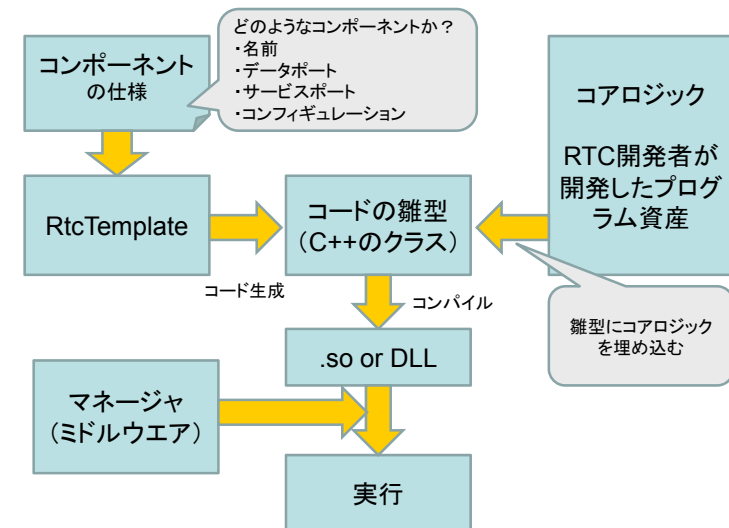 コンポーネント
の仕様
どのようなコンポーネントか？
・名前
・データポート
・サービスポート
・コンフィギュレーション
コアロジック
RTC開発者が
開発したプログ
ラム資産
RtcTemplate
コードの雛型
（C++のクラス）
コード生成
コンパイル
雛型にコアロジック
を埋め込む
.so or DLL
マネージャ
（ミドルウエア）
実行